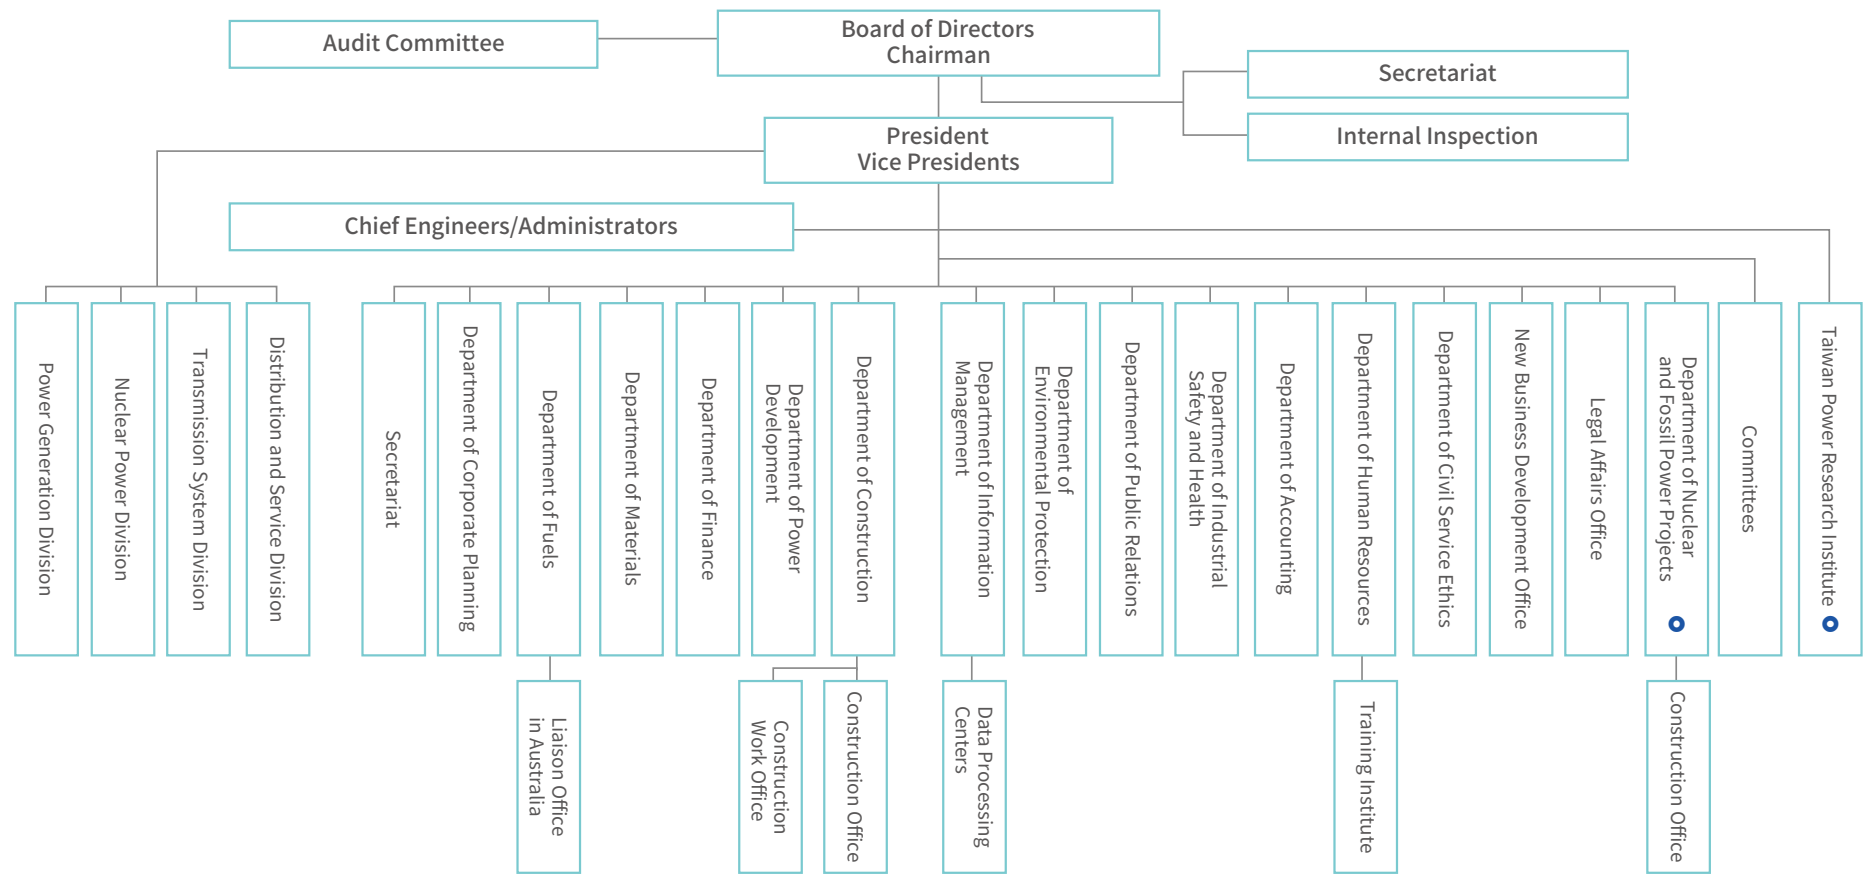 Audit Committee
Board of Directors
Chairman
Secretariat
Internal Inspection
President
Vice Presidents
Chief Engineers/Administrators
Power Generation Division
Nuclear Power Division
Transmission System Division
Distribution and Service Division
Secretariat
Department of Corporate Planning
Department of Fuels
Department of Materials
Department of Finance
Department of Power
Development
Department of Construction
Department of Information
Management
Department of
Environmental Protection
Department of Public Relations
Department of Industrial
Safety and Health
Department of Accounting
Department of Human Resources
Department of Civil Service Ethics
New Business Development Office
Legal Affairs Office
Department of Nuclear
and Fossil Power Projects
Committees
Taiwan Power Research Institute
Liaison Office
in Australia
Construction
Work Office
Construction Office
Data Processing
Centers
Training Institute
Construction Office